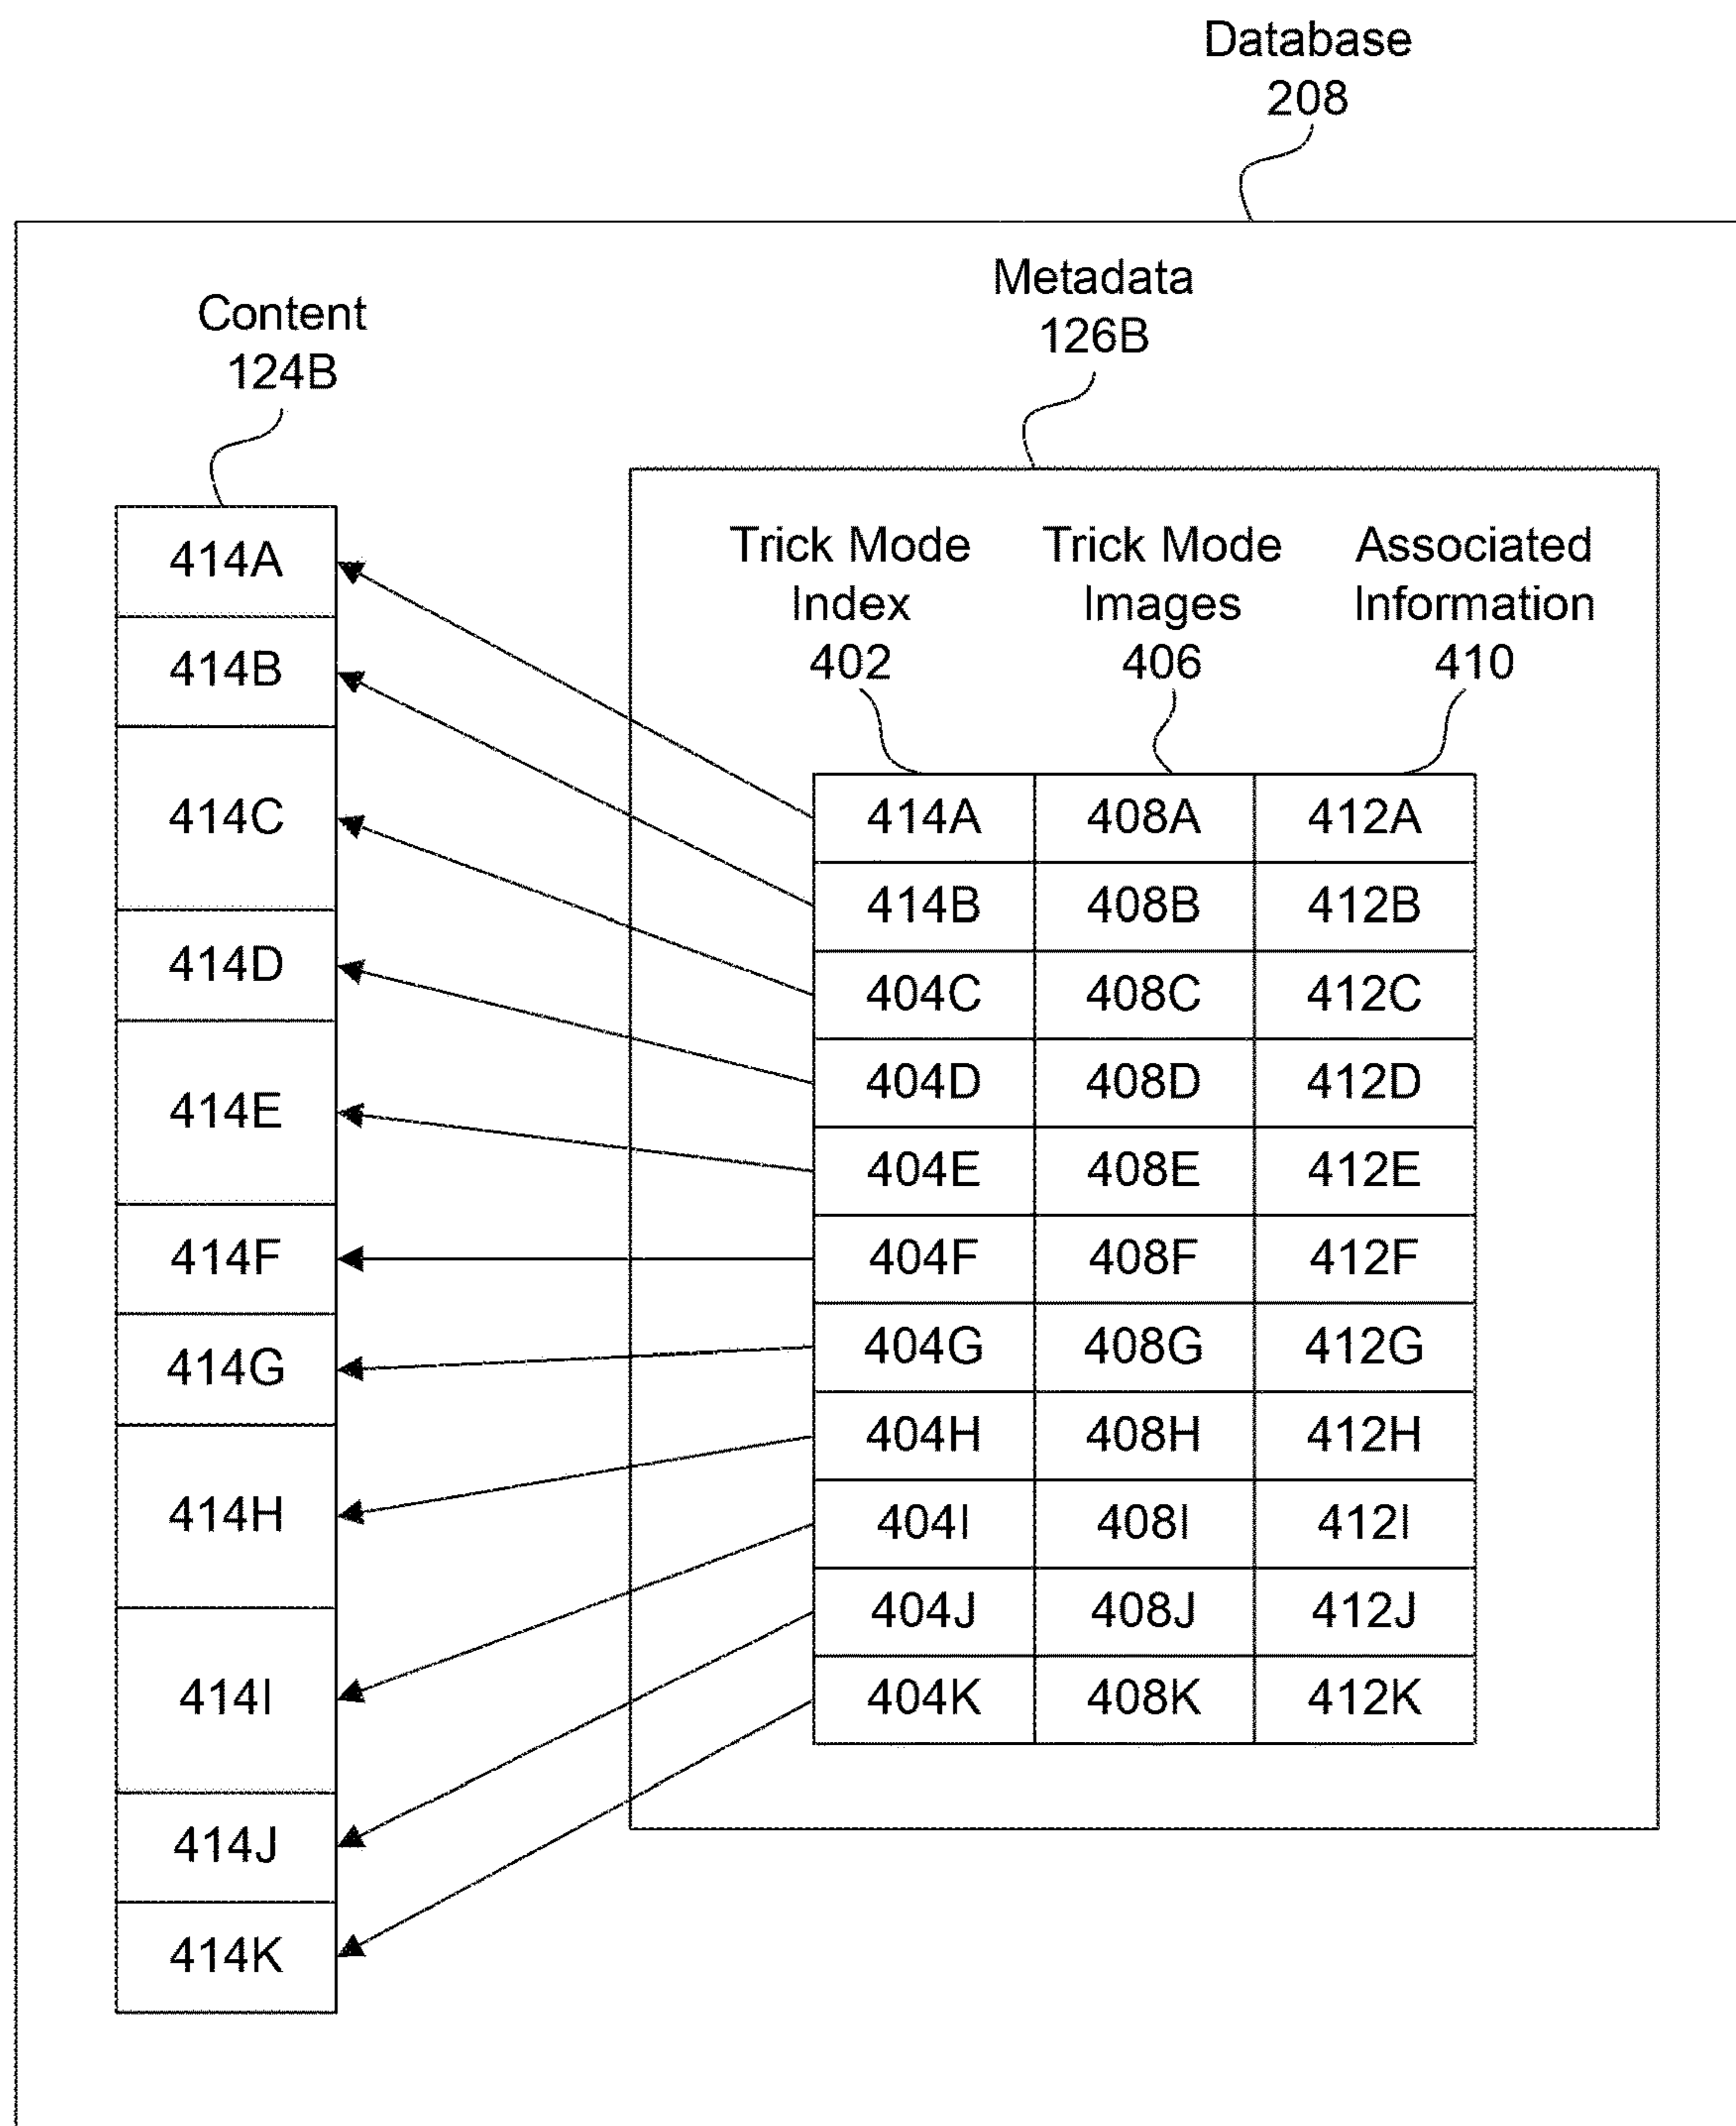 Database
208
Metadata
126B
Content
124B
Trick Mode Index 402
Trick Mode Images 406
Associated Information 410
414A
414B
414C
414D
414E
414F
414G
414H
414I
414J
414K
414A 408A 412A
414B 408B 412B
404C 408C 412C
404D 408D 412D
404E 408E 412E
404F 408F 412F
404G 408G 412G
404H 408H 412H
404I 408I 412I
404J 408J 412J
404K 408K 412K